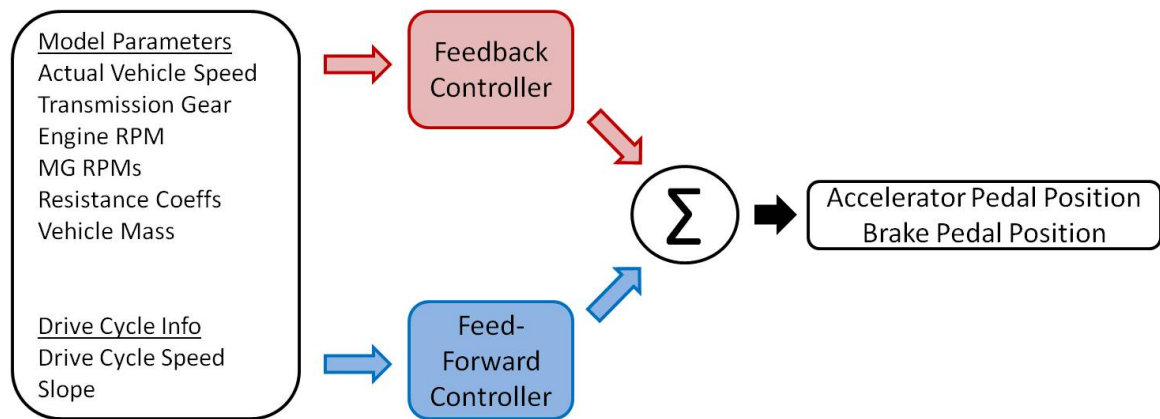 Model Parameters
Actual Vehicle Speed
Transmission Gear
Engine RPM
MG RPMs
Resistance Coeffs
Vehicle Mass
Drive Cycle Info
Drive Cycle Speed
Slope
Feedback
Controller
Feed-
Forward
Controller
Σ
Accelerator Pedal Position
Brake Pedal Position